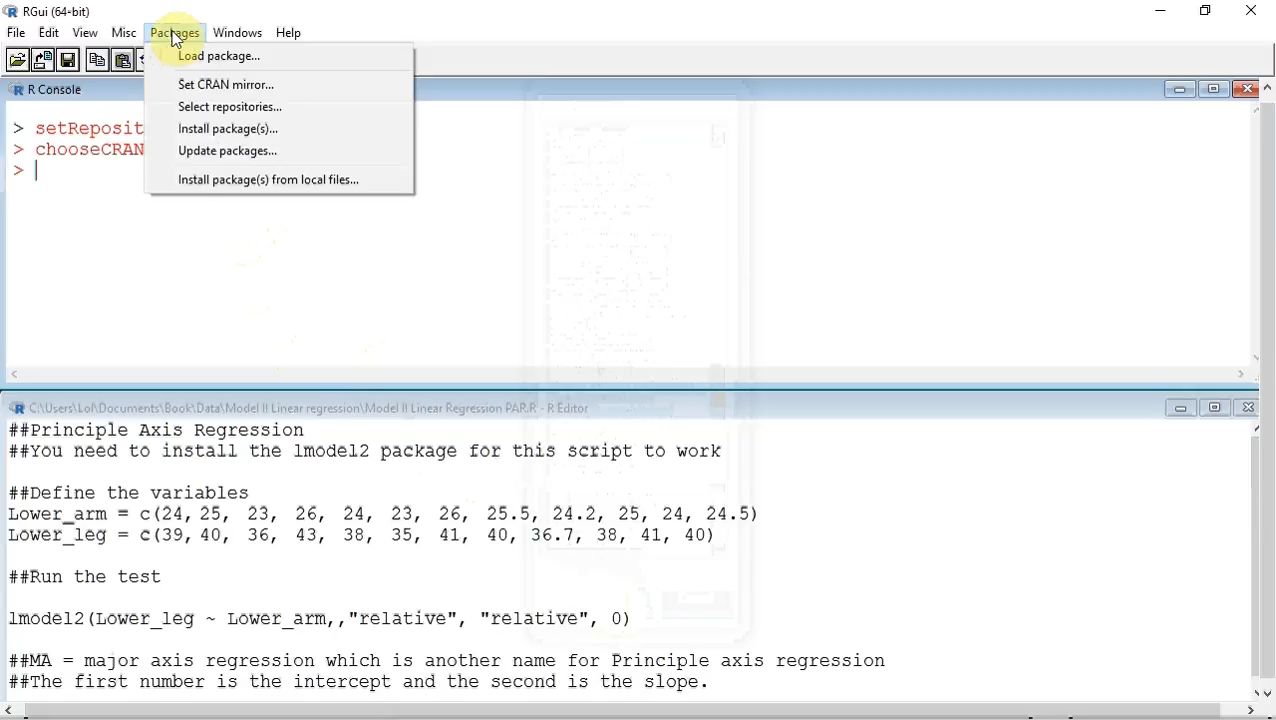 RGui (64-bit)
File Edit View Misc Packages Windows Help
Load package...
Set CRAN mirror...
Select repositories...
Install package(s)...
Update packages...
Install package(s) from local files...
R Console
> setReposit
> chooseCRAN
>
C:\Users\Lol\Documents\Book\Data\Model II Linear regression\Model II Linear Regression PAR.R - R Editor
##Principle Axis Regression
##You need to install the lmodel2 package for this script to work
##Define the variables
Lower_arm = c(24, 25, 23, 26, 24, 23, 26, 25.5, 24.2, 25, 24, 24.5)
Lower_leg = c(39, 40, 36, 43, 38, 35, 41, 40, 36.7, 38, 41, 40)
##Run the test
lmodel2(Lower_leg ~ Lower_arm,,"relative", "relative", 0)
##MA = major axis regression which is another name for Principle axis regression
##The first number is the intercept and the second is the slope.